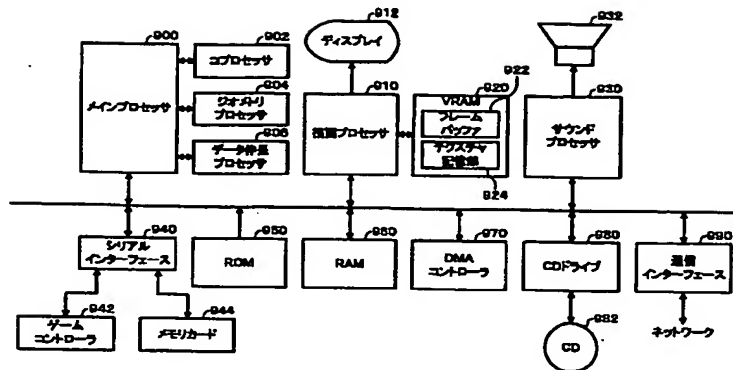 900
メインプロセッサ
902
コプロセッサ
904
ジオメトリ
プロセッサ
906
データ伸張
プロセッサ
912
ディスプレイ
910
描画プロセッサ
920
VRAM
922
フレーム
バッファ
テクスチャ
記憶部
924
932
930
サウンド
プロセッサ
940
シリアル
インターフェース
950
ROM
960
RAM
970
DMA
コントローラ
980
CDドライブ
990
通信
インターフェース
942
ゲーム
コントローラ
944
メモリカード
982
CD
ネットワーク